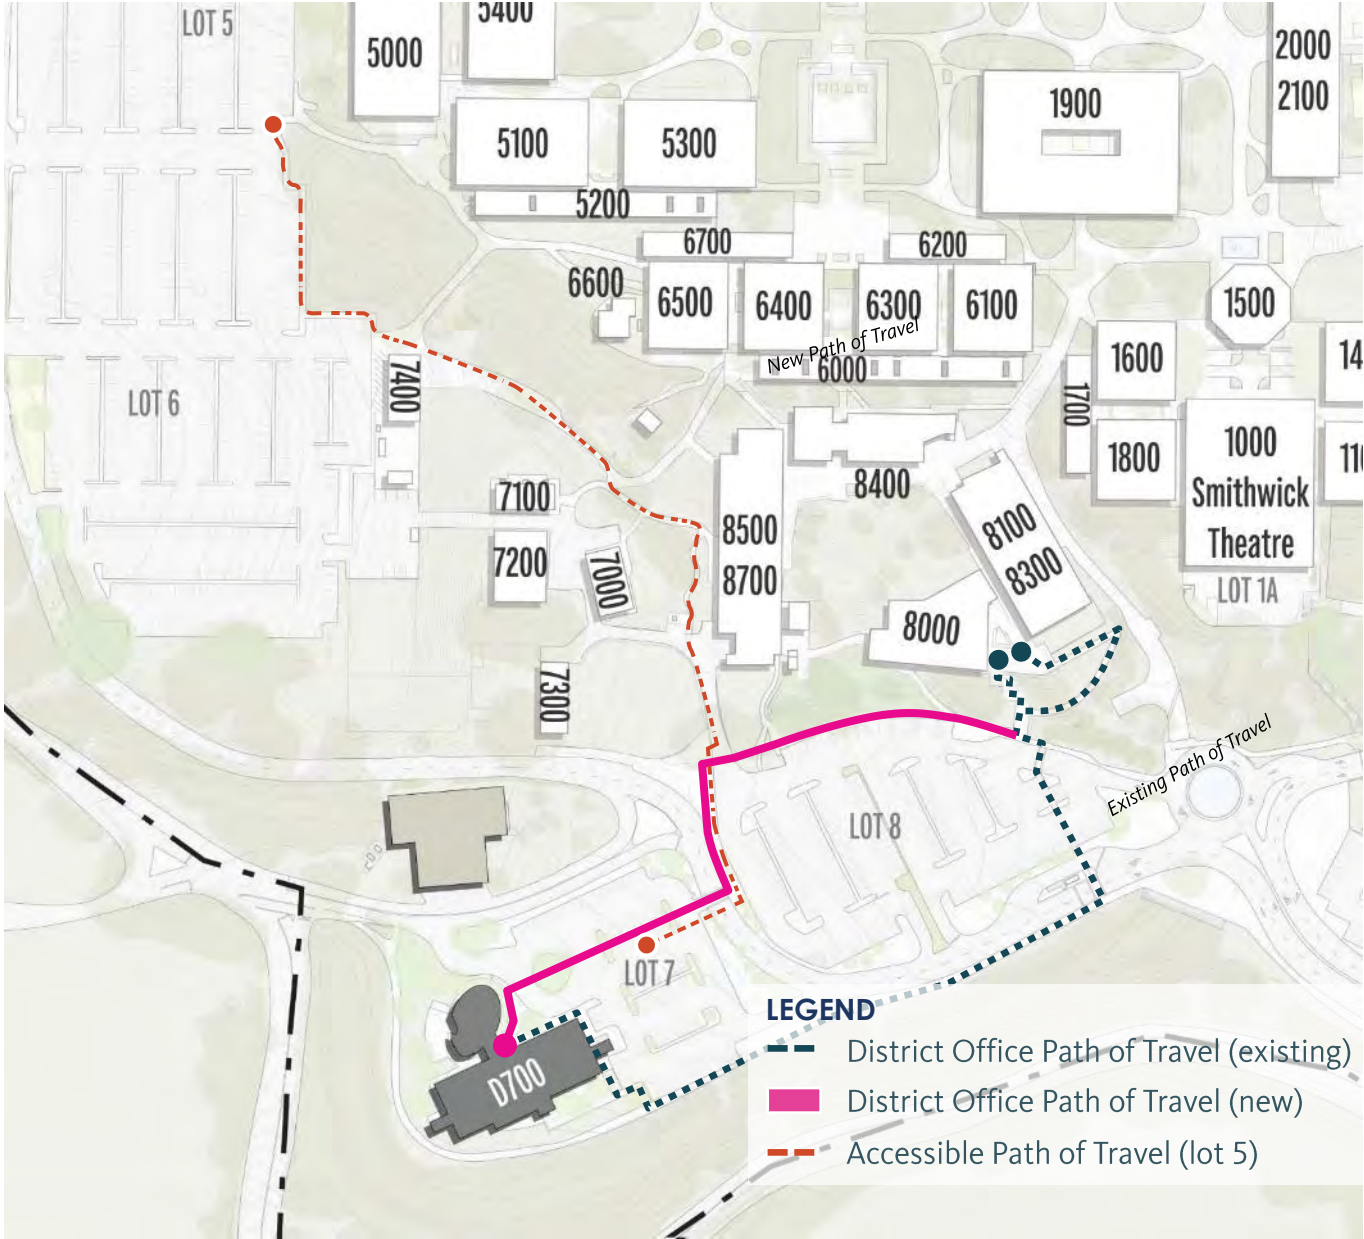 LOT 5
5000
5400
2000
2100
1900
5100
5300
5200
6700
6200
6600
6500
6400
6300
6100
1500
New Path of Travel
6000
7400
LOT 6
1600
1700
1800
1000
Smithwick
Theatre
LOT 1A
7100
7200
7000
7300
8500
8700
8400
8100
8300
8000
Existing Path of Travel
LOT 8
LOT 7
D700
LEGEND
District Office Path of Travel (existing)
District Office Path of Travel (new)
Accessible Path of Travel (lot 5)